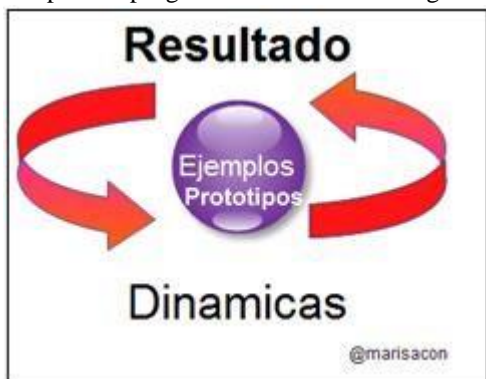 Resultado
Ejemplos
Prototipos
Dinamicas
@marisacon